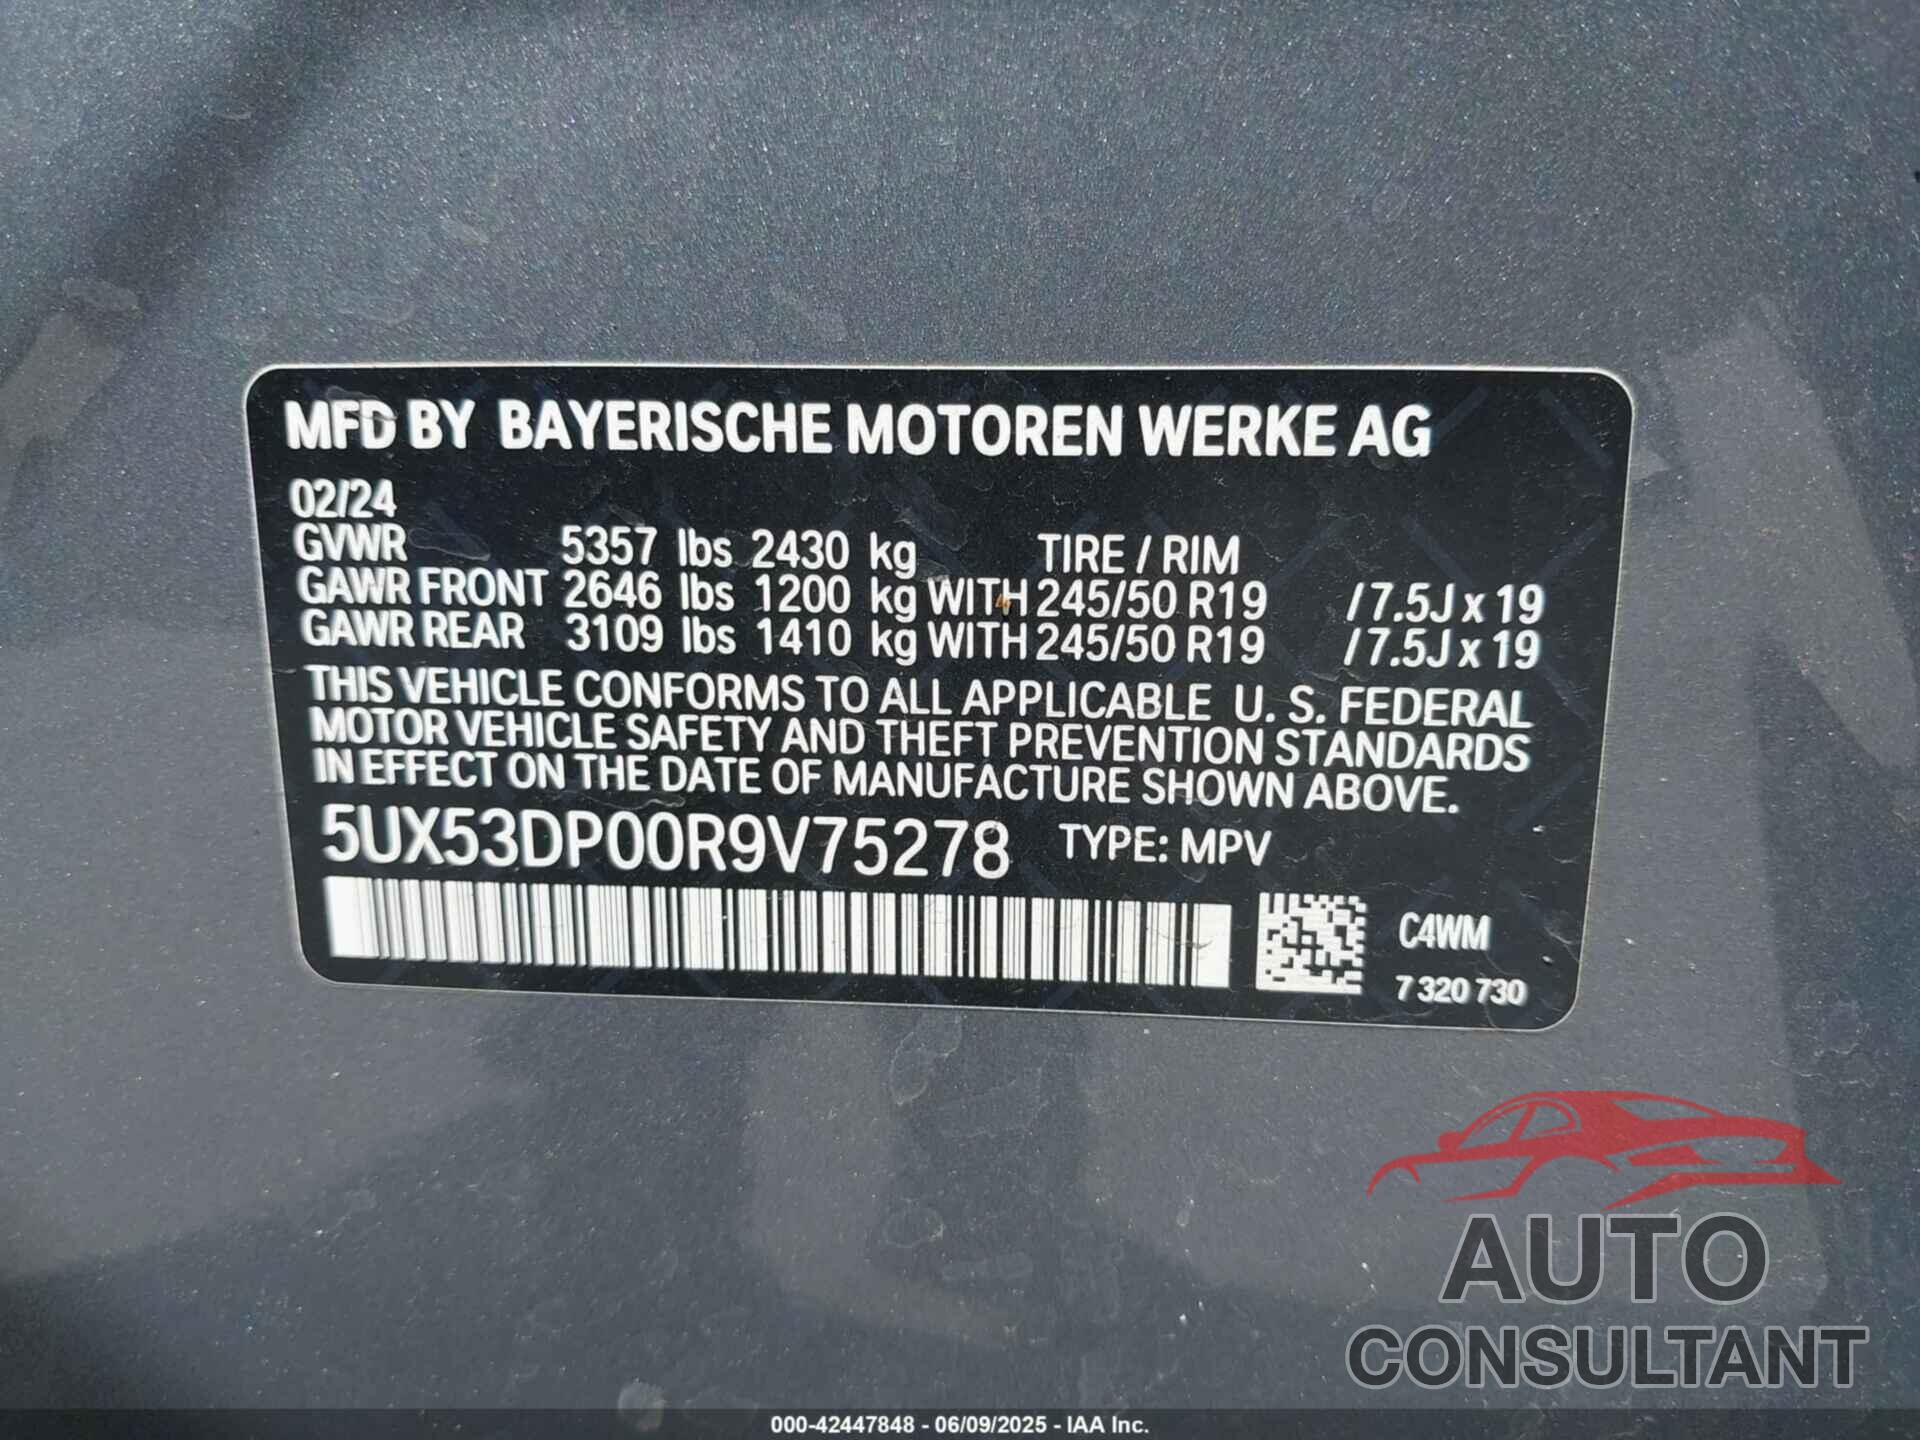 MFD BY BAYERISCHE MOTOREN WERKE AG
02/24
GVWR 5357 lbs 2430 kg TIRE / RIM
GAWR FRONT 2646 lbs 1200 kg WITH 245/50 R19 / 7.5J x 19
GAWR REAR 3109 lbs 1410 kg WITH 245/50 R19 / 7.5J x 19
THIS VEHICLE CONFORMS TO ALL APPLICABLE U. S. FEDERAL
MOTOR VEHICLE SAFETY AND THEFT PREVENTION STANDARDS
IN EFFECT ON THE DATE OF MANUFACTURE SHOWN ABOVE.
5UX53DP00R9V75278 TYPE: MPV
C4WM
7 320 730
AUTO
CONSULTANT
000-42447848 - 06/09/2025 - IAA Inc.